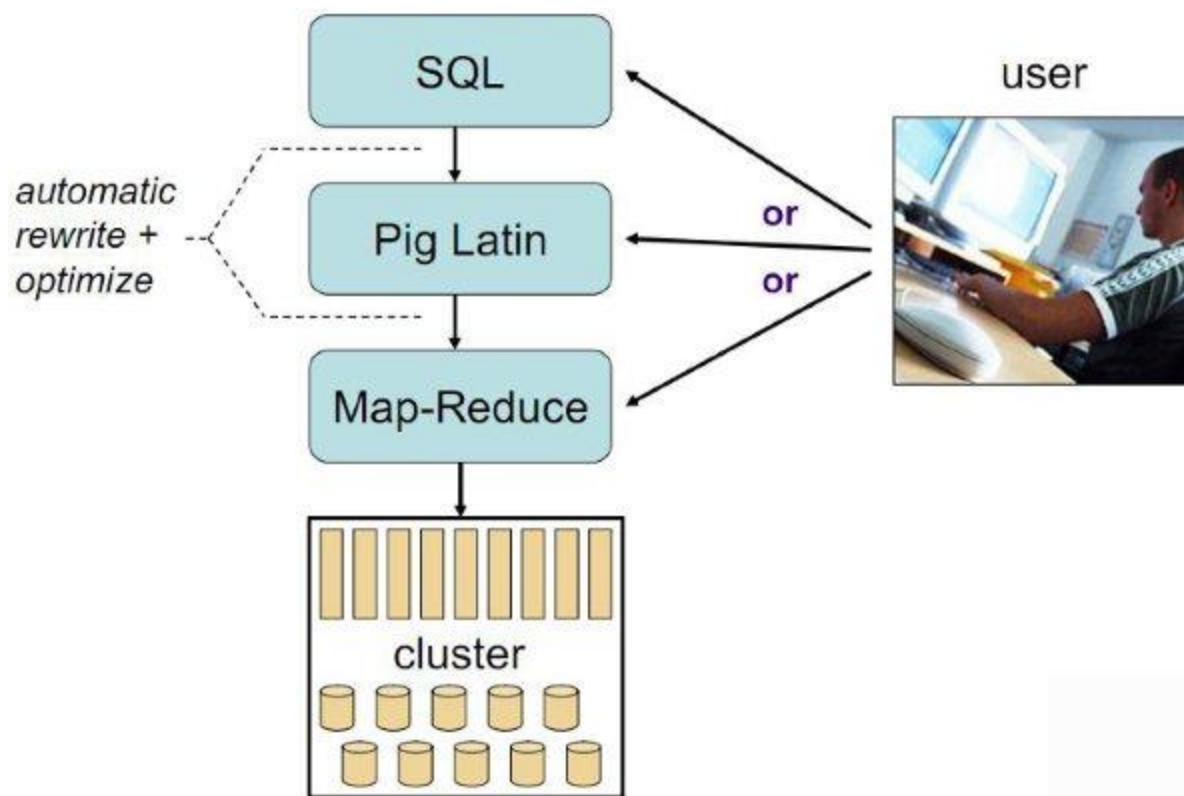 SQL
user
automatic
rewrite +
optimize
Pig Latin
or
or
Map-Reduce
cluster